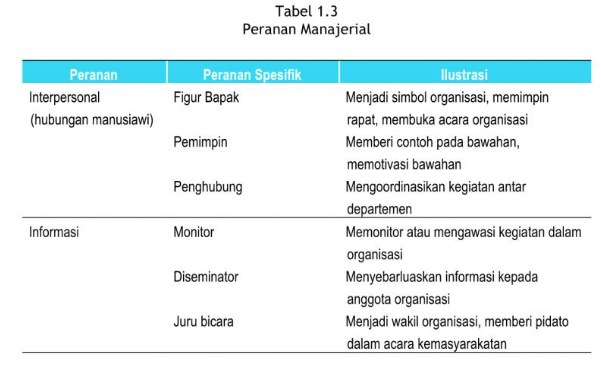 Tabel 1.3
Peranan Manajerial
Peranan Peranan Spesifik Ilustrasi
Interpersonal Figur Bapak Menjadi simbol organisasi, memimpin
(hubungan manusiawi) rapat, membuka acara organisasi
Pemimpin Memberi contoh pada bawahan,
memotivasi bawahan
Penghubung Mengoordinasikan kegiatan antar
departemen
Informasi Monitor Memonitor atau mengawasi kegiatan dalam
organisasi
Diseminator Menyebarluaskan informasi kepada
anggota organisasi
Juru bicara Menjadi wakil organisasi, memberi pidato
dalam acara kemasyarakatan